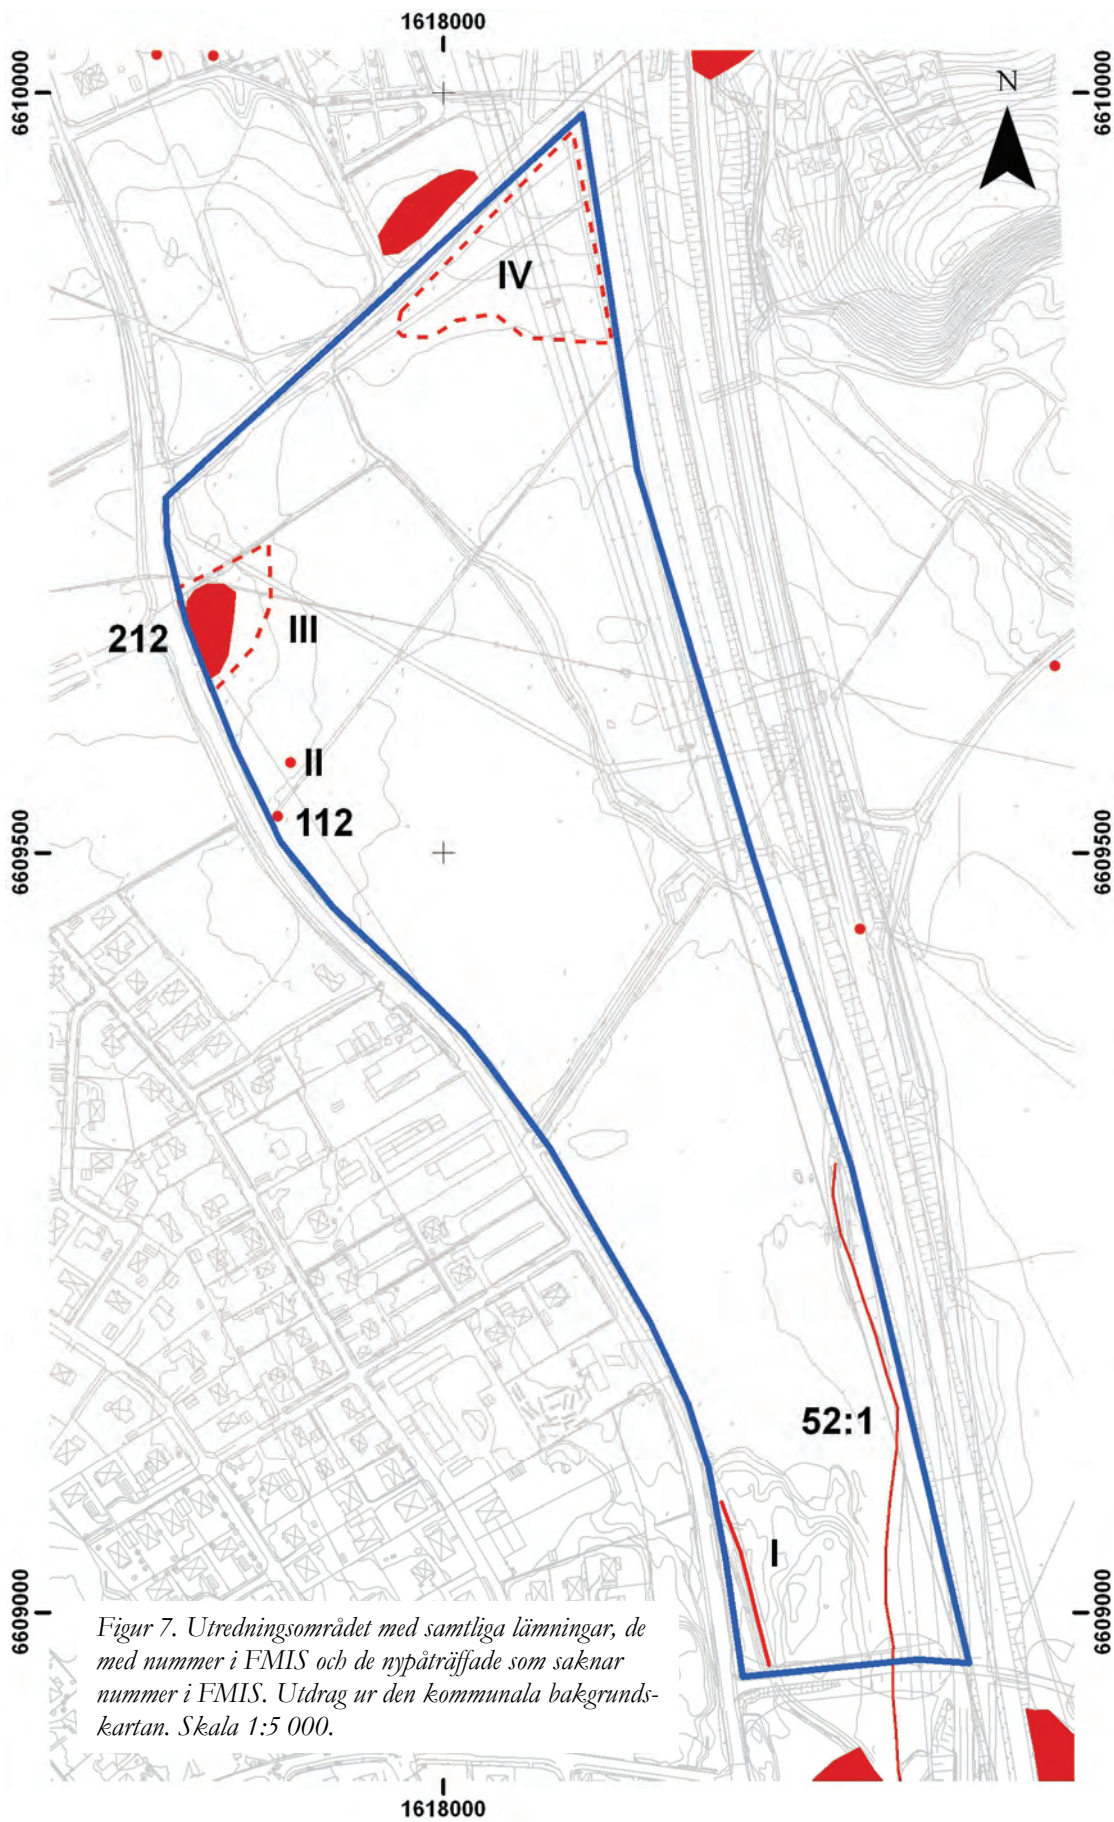 1618000
6610000
6610000
N
IV
212
III
II
112
6609500
6609500
52:1
I
6609000
6609000
Figur 7. Utredningsområdet med samtliga lämningar, de
med nummer i FMIS och de nypåträffade som saknar
nummer i FMIS. Utdrag ur den kommunala bakgrunds-
kartan. Skala 1:5 000.
1618000